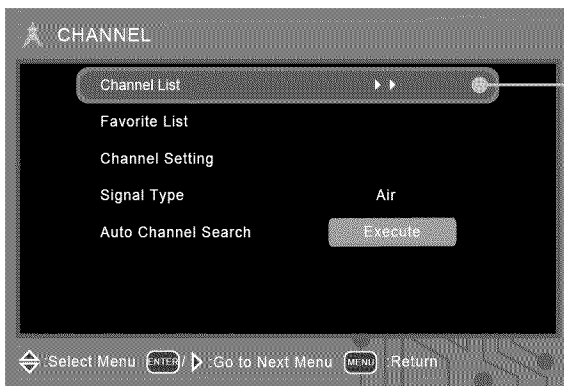 CHANNEL
Channel List
Favorite List
Channel Setting
Signal Type Air
Auto Channel Search Execute
:Select Menu ENTER / :Go to Next Menu MENU :Return